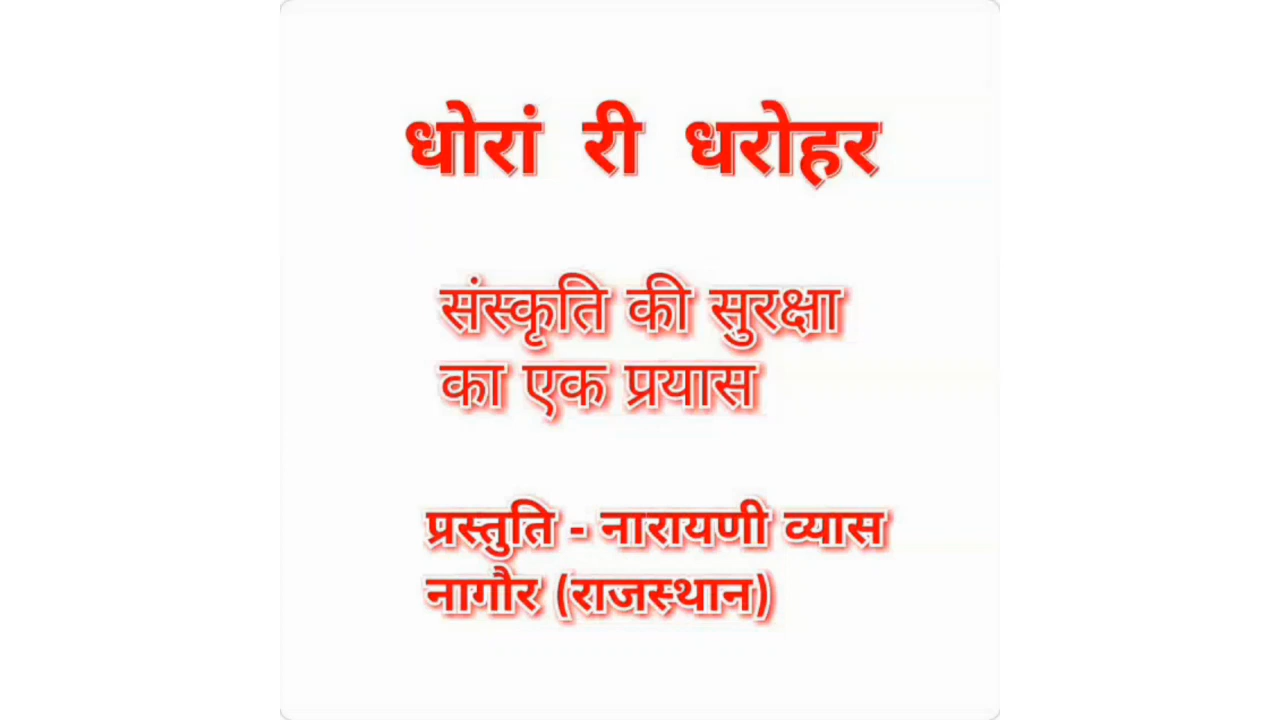 धोरां री धरोहर
संस्कृति की सुरक्षा
का एक प्रयास
प्रस्तुति - नारायणी व्यास
नागौर (राजस्थान)